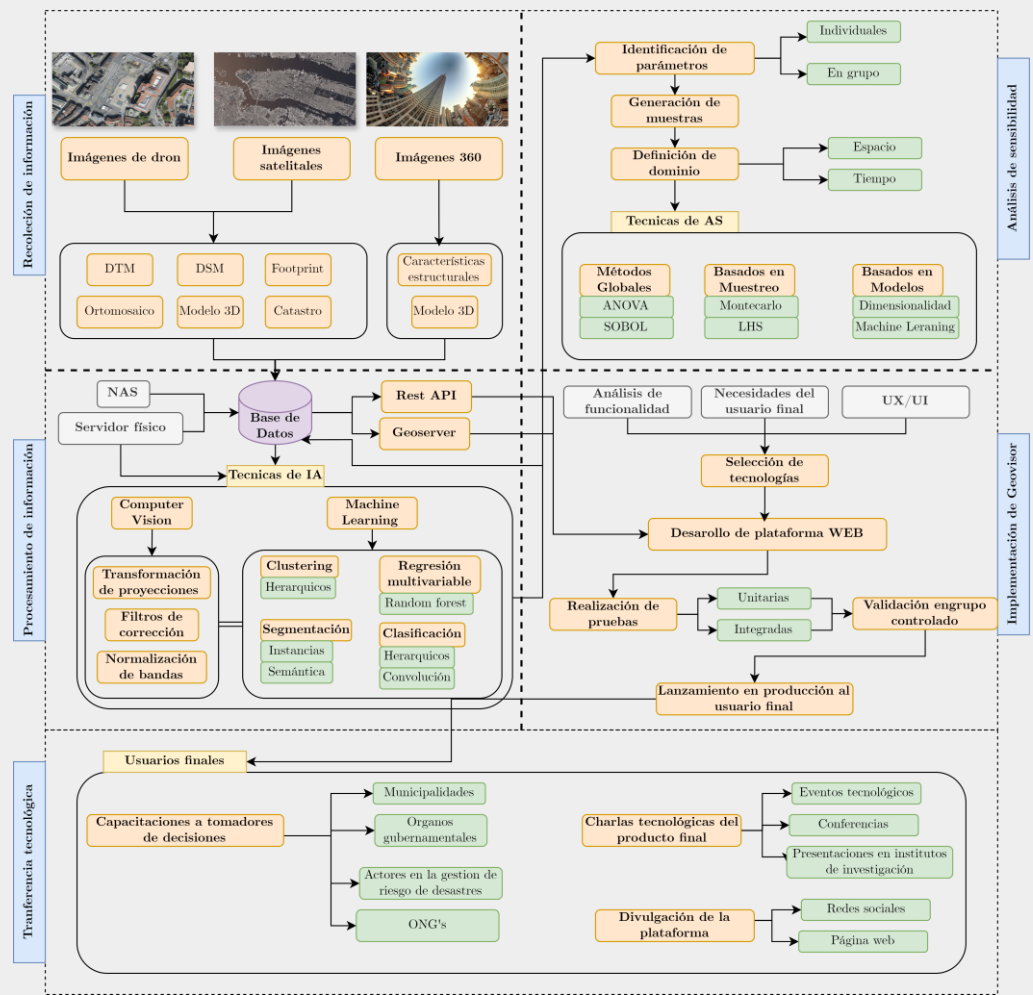 Recoleción de información
Imágenes de dron
Imágenes
satelitales
Imágenes 360
DTM
DSM
Footprint
Ortomosaico
Modelo 3D
Catastro
Características
estructurales
Modelo 3D
Análisis de sensibilidad
Identificación de
parámetros
Individuales
En grupo
Generación de
muestras
Definición de
dominio
Espacio
Tiempo
Tecnicas de AS
Métodos
Globales
ANOVA
SOBOL
Basados en
Muestreo
Montecarlo
LHS
Basados en
Modelos
Dimensionalidad
Machine Leraning
Procesamiento de información
NAS
Servidor físico
Base de
Datos
Rest API
Geoserver
Tecnicas de IA
Computer
Vision
Machine
Learning
Transformación
de proyecciones
Filtros de
corrección
Normalización
de bandas
Clustering
Herarquicos
Regresión
multivariable
Random forest
Segmentación
Instancias
Semántica
Clasificación
Herarquicos
Convolución
Implementación de Geovisor
Análisis de
funcionalidad
Necesidades del
usuario final
UX/UI
Selección de
tecnologías
Desarollo de plataforma WEB
Realización de
pruebas
Unitarias
Integradas
Validación engrupo
controlado
Lanzamiento en producción al
usuario final
Tranferencia tecnológica
Usuarios finales
Capacitaciones a tomadores
de decisiones
Municipalidades
Organos
gubernamentales
Actores en la gestion de
riesgo de desastres
ONG's
Charlas tecnológicas del
producto final
Eventos tecnológicos
Conferencias
Presentaciones en institutos
de investigación
Divulgación de la
plataforma
Redes sociales
Página web